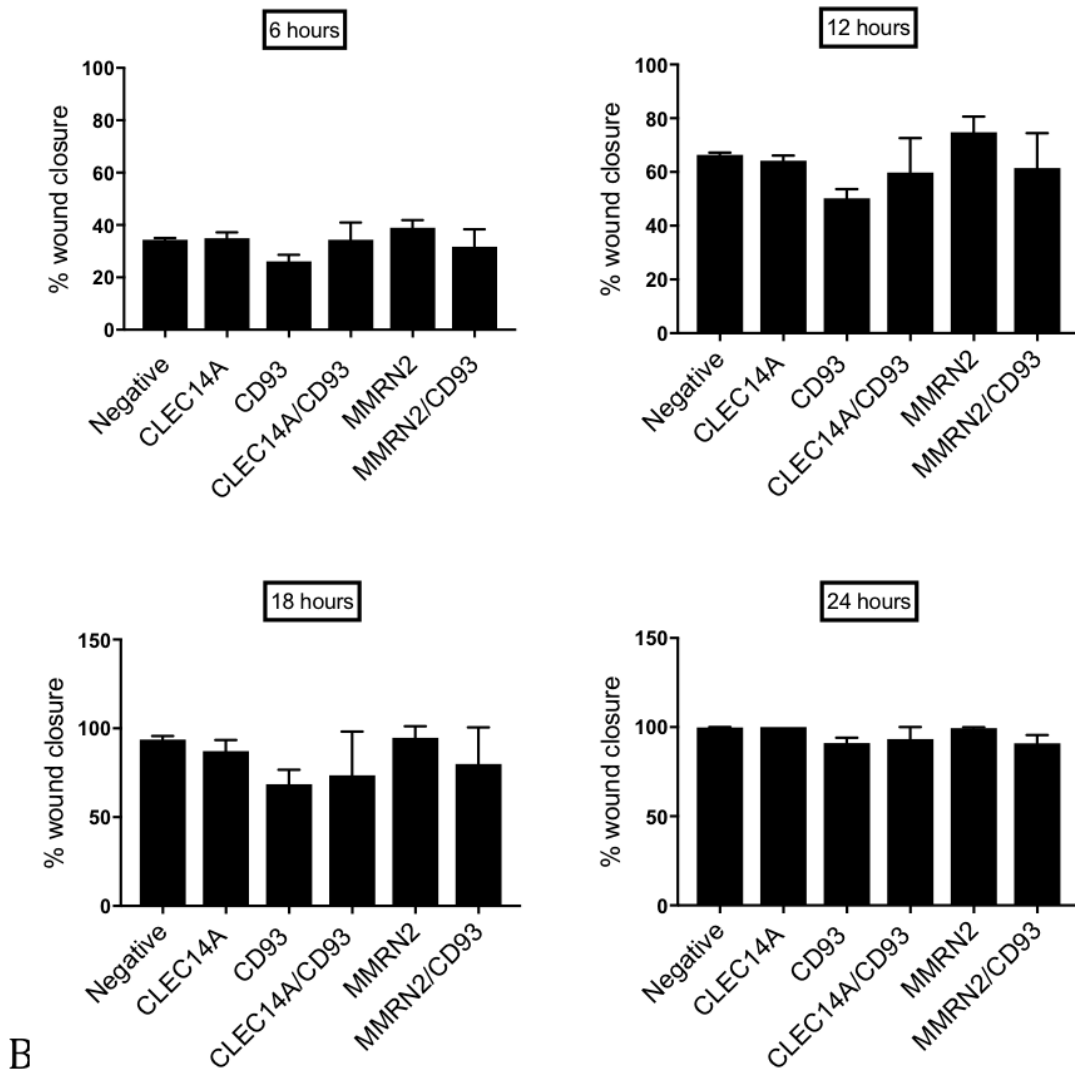 6 hours
% wound closure
100
80
60
40
20
0
Negative
CLEC14A
CD93
CLEC14A/CD93
MMRN2
MMRN2/CD93
12 hours
% wound closure
100
80
60
40
20
0
Negative
CLEC14A
CD93
CLEC14A/CD93
MMRN2
MMRN2/CD93
18 hours
% wound closure
150
100
50
0
Negative
CLEC14A
CD93
CLEC14A/CD93
MMRN2
MMRN2/CD93
24 hours
% wound closure
150
100
50
0
Negative
CLEC14A
CD93
CLEC14A/CD93
MMRN2
MMRN2/CD93
B